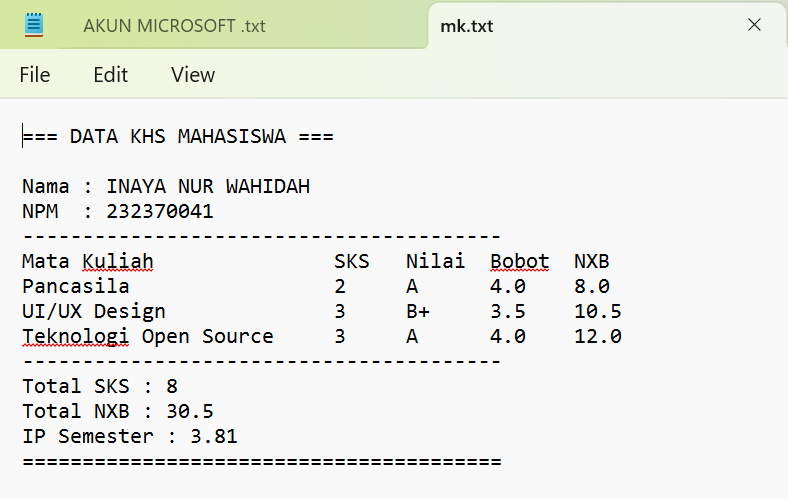 AKUN MICROSOFT .txt
mk.txt
File Edit View
=== DATA KHS MAHASISWA ===
Nama : INAYA NUR WAHIDAH
NPM  : 232370041
----------------------------------------
Mata Kuliah               SKS   Nilai  Bobot  NXB
Pancasila                 2     A      4.0    8.0
UI/UX Design              3     B+     3.5    10.5
Teknologi Open Source     3     A      4.0    12.0
----------------------------------------
Total SKS : 8
Total NXB : 30.5
IP Semester : 3.81
========================================